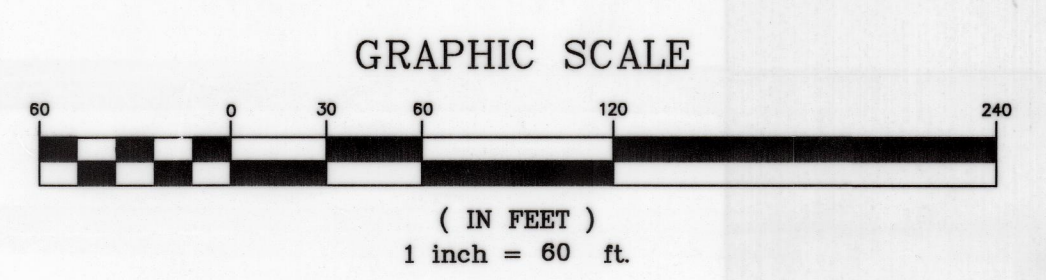 GRAPHIC SCALE
60 0 30 60 120 240
( IN FEET )
1 inch = 60 ft.